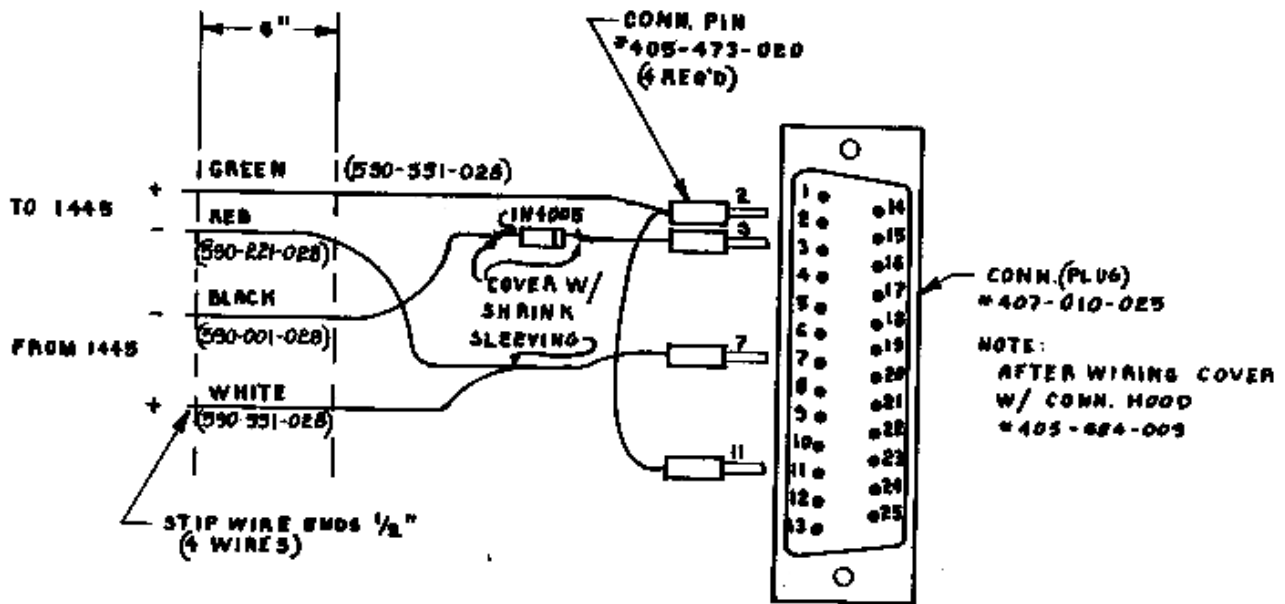 6"
CONN. PIN
#405-473-020
(4 REQ'D)
GREEN
(590-551-028)
TO 1445
+
-
RED
(590-221-028)
1N4005
COVER W/
SHRINK
SLEEVING
BLACK
-
(590-001-028)
FROM 1445
WHITE
+
(590-991-028)
STIP WIRE ENDS 1/2"
(4 WIRES)
2
3
7
11
1
2
3
4
5
6
7
8
9
10
11
12
13
14
15
16
17
18
19
20
21
22
23
24
25
CONN.(PLUG)
#407-010-025
NOTE:
AFTER WIRING COVER
W/ CONN. HOOD